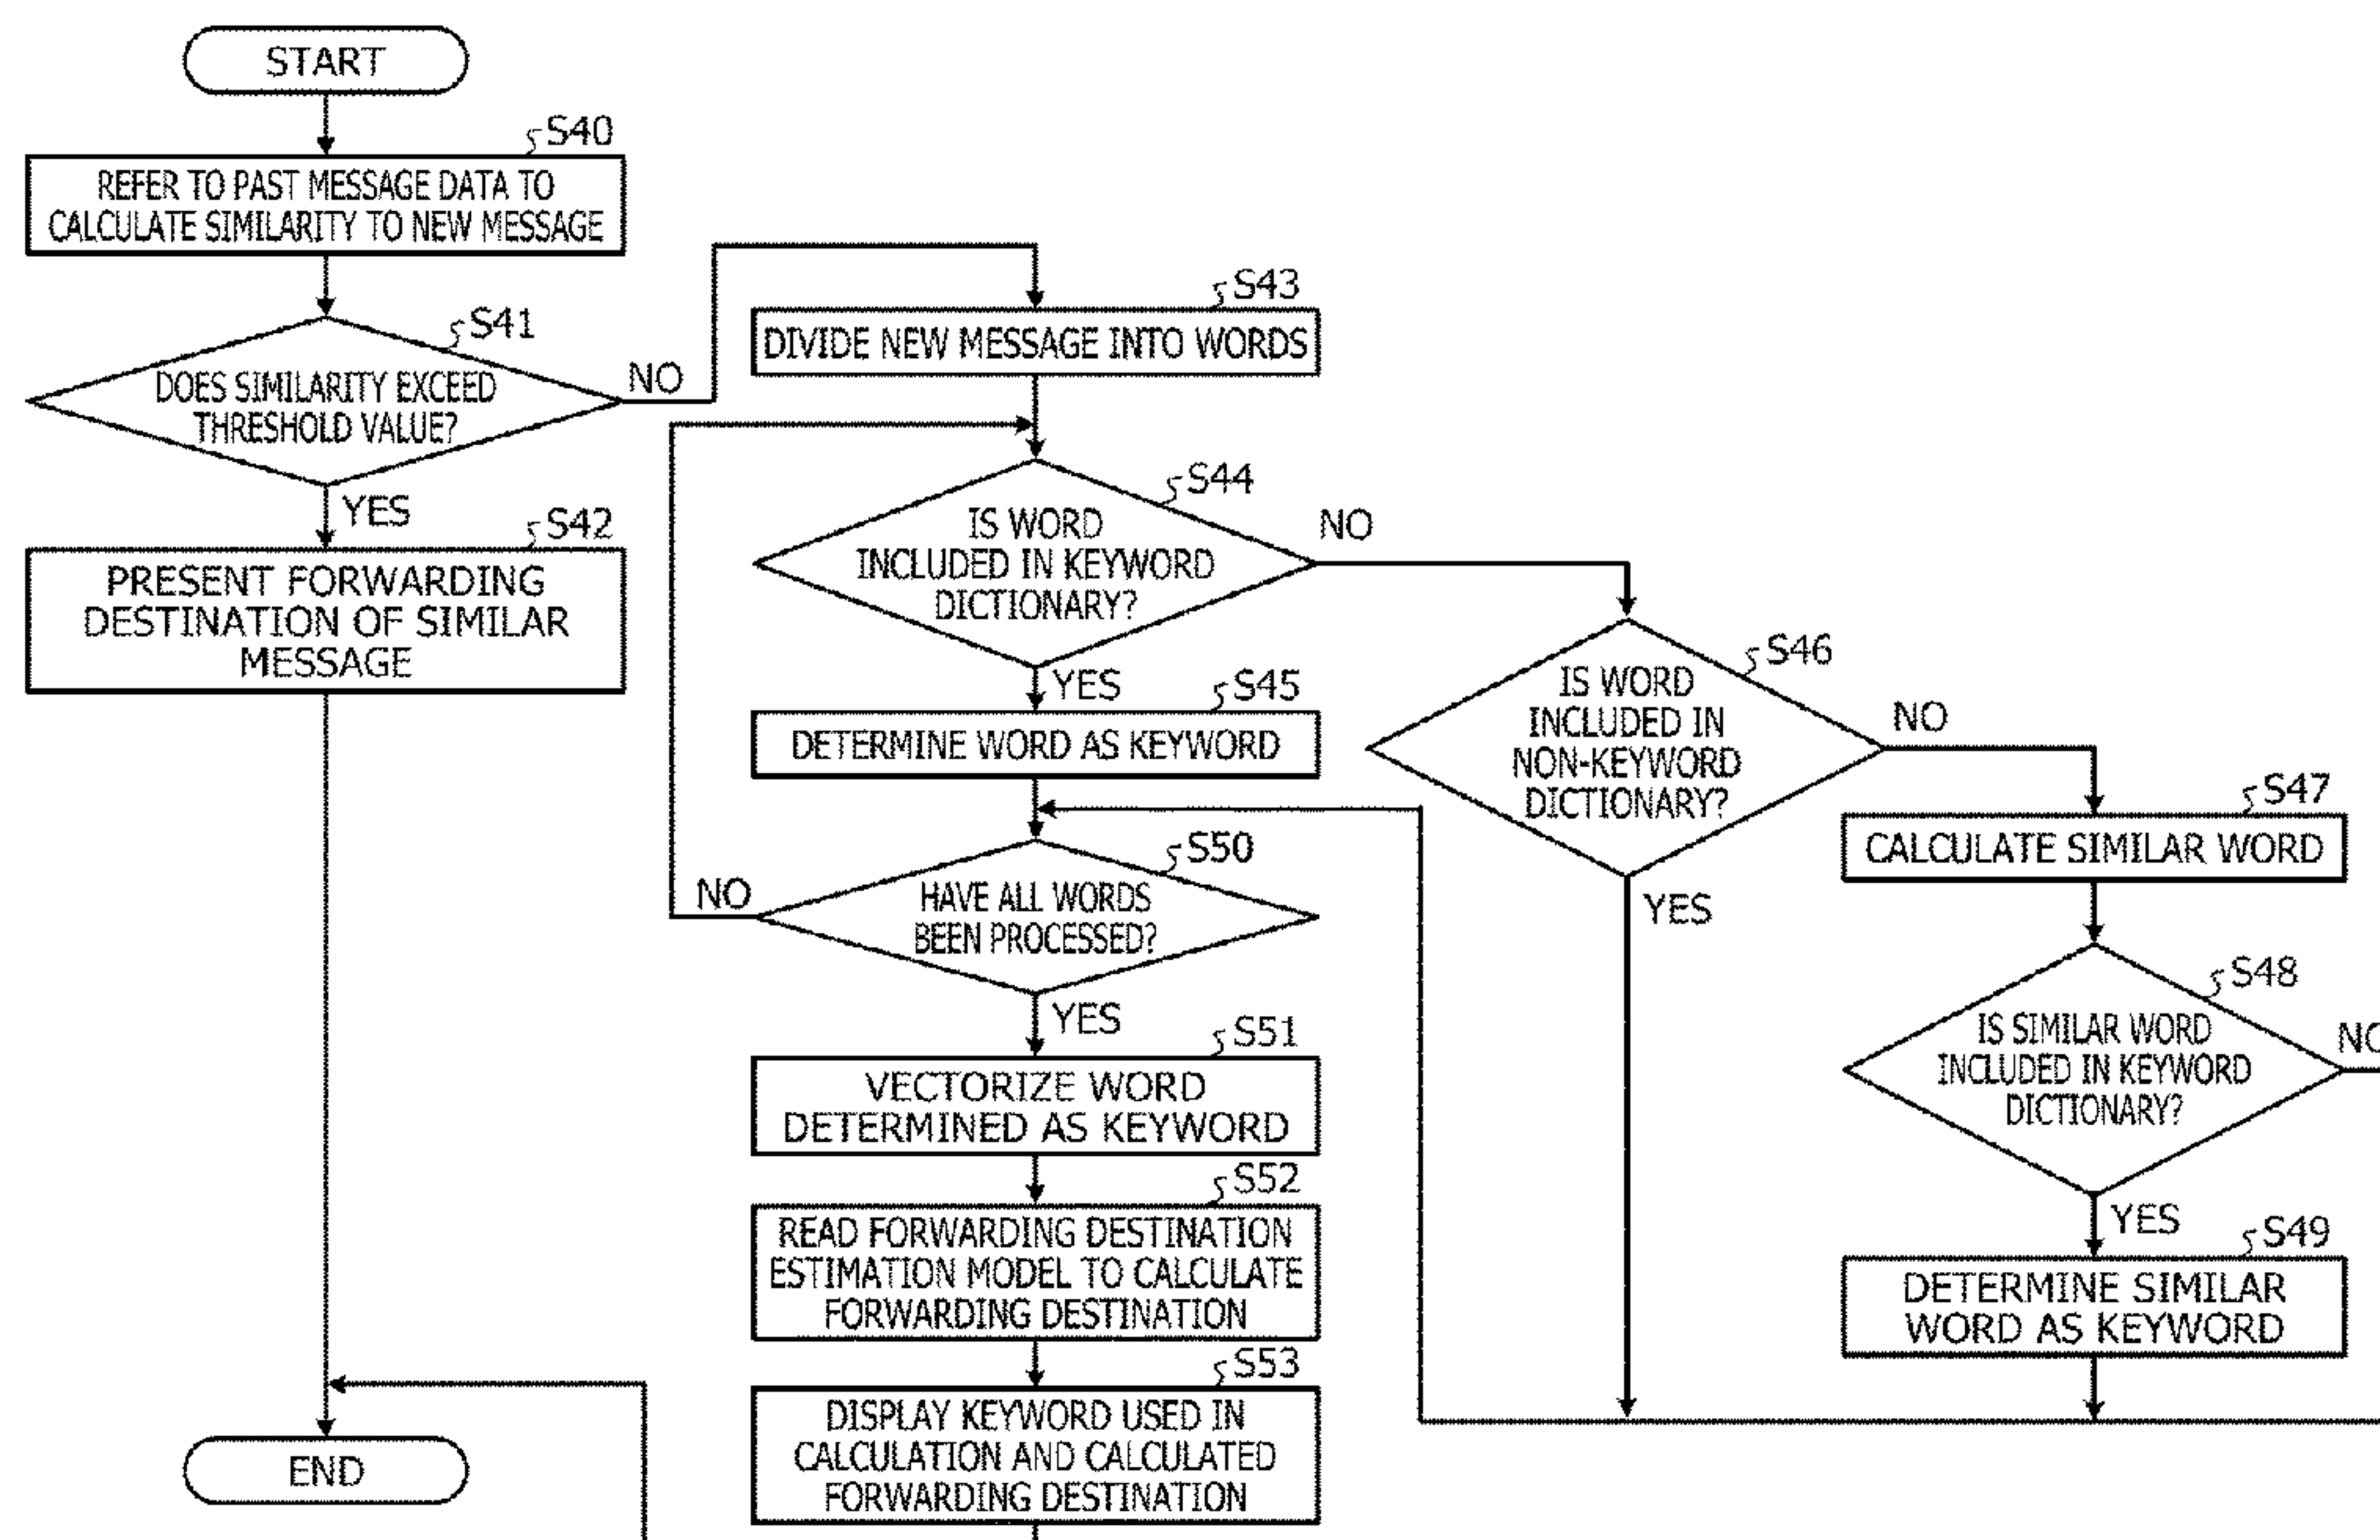 START
S40
REFER TO PAST MESSAGE DATA TO
CALCULATE SIMILARITY TO NEW MESSAGE
S41
DOES SIMILARITY EXCEED
THRESHOLD VALUE?
NO
YES
S42
PRESENT FORWARDING
DESTINATION OF SIMILAR
MESSAGE
END
S43
DIVIDE NEW MESSAGE INTO WORDS
S44
IS WORD
INCLUDED IN KEYWORD
DICTIONARY?
NO
YES
S45
DETERMINE WORD AS KEYWORD
S46
IS WORD
INCLUDED IN
NON-KEYWORD
DICTIONARY?
NO
YES
S47
CALCULATE SIMILAR WORD
S48
IS SIMILAR WORD
INCLUDED IN KEYWORD
DICTIONARY?
NO
YES
S49
DETERMINE SIMILAR
WORD AS KEYWORD
S50
HAVE ALL WORDS
BEEN PROCESSED?
NO
YES
S51
VECTORIZE WORD
DETERMINED AS KEYWORD
S52
READ FORWARDING DESTINATION
ESTIMATION MODEL TO CALCULATE
FORWARDING DESTINATION
S53
DISPLAY KEYWORD USED IN
CALCULATION AND CALCULATED
FORWARDING DESTINATION